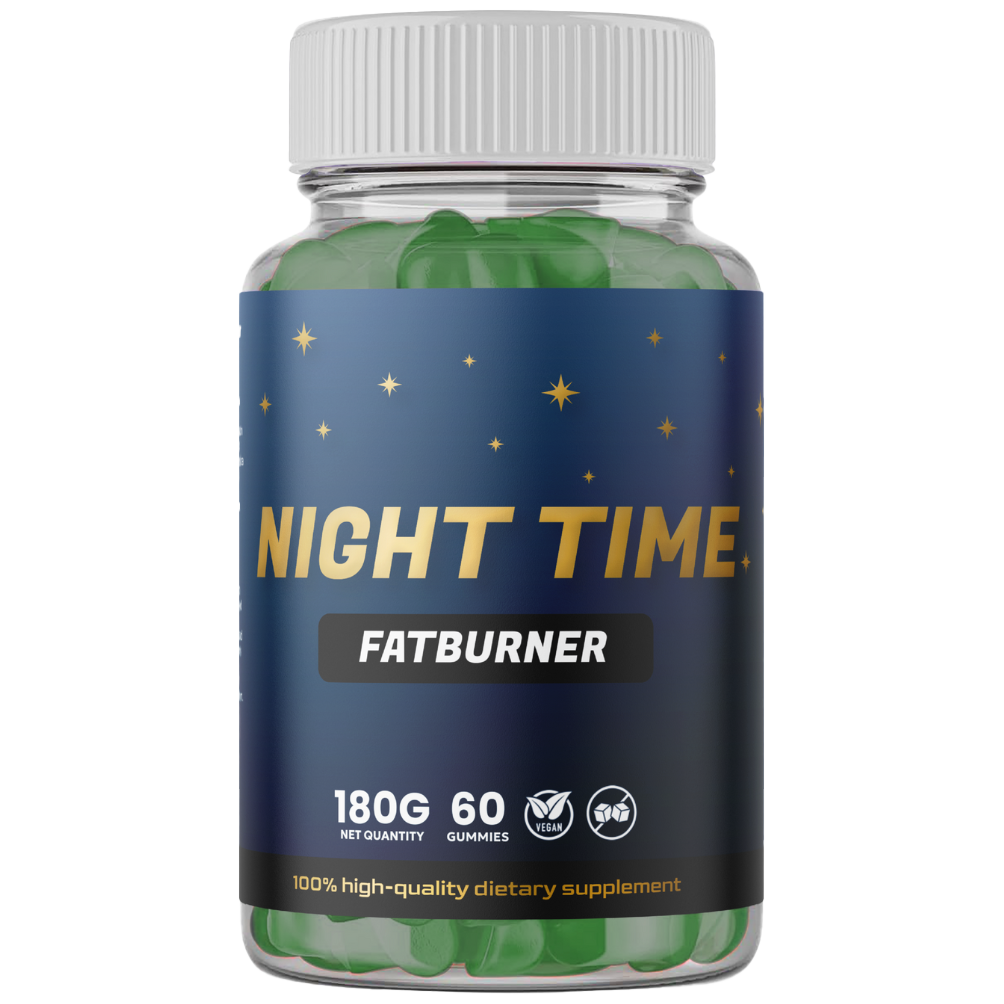 NIGHT TIME
FATBURNER
180G 60
NET QUANTITY GUMMIES
VEGAN
100% high-quality dietary supplement